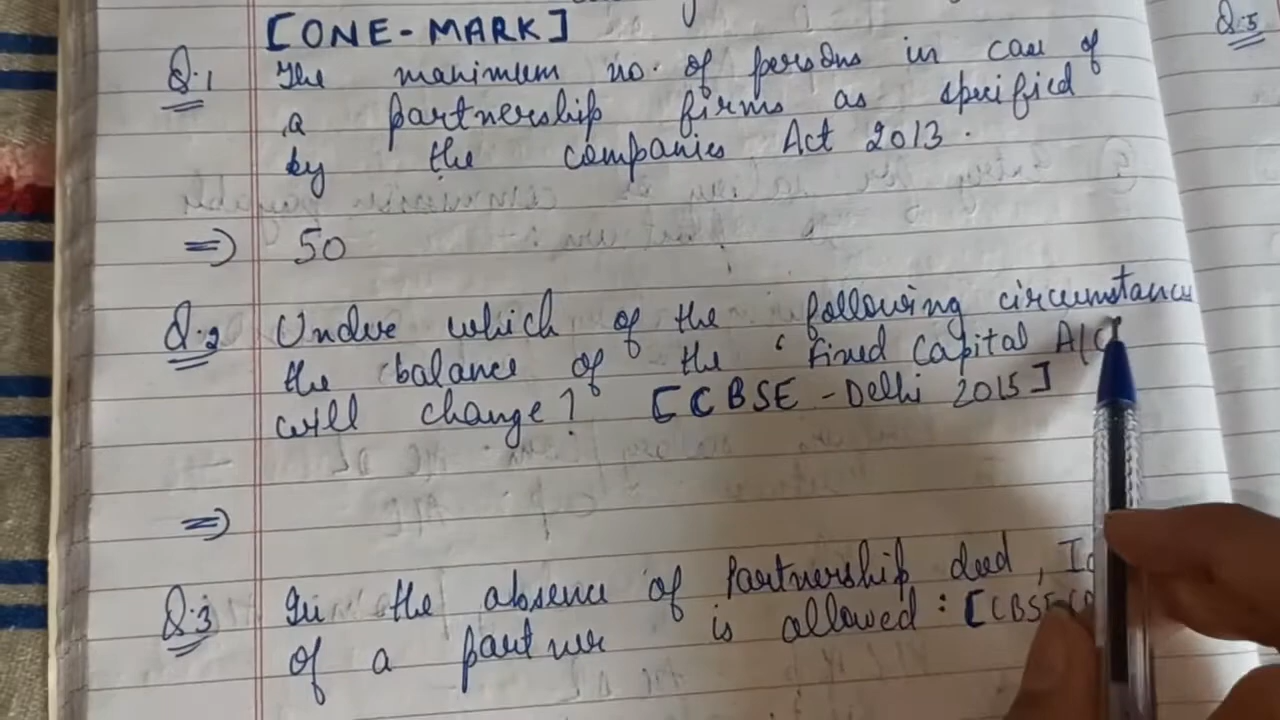 [ONE-MARK]
Q.1 The maximum no. of persons in case of
a partnership firms as specified
by the companies Act 2013.
=> 50
Q.2 Under which of the following circumstances
the balance of the 'Fixed Capital A/C
will change? [CBSE - Delhi 2015]
=>
Q.3 In the absence of Partnership deed,
of a partner is allowed : [CBSE
Q.5